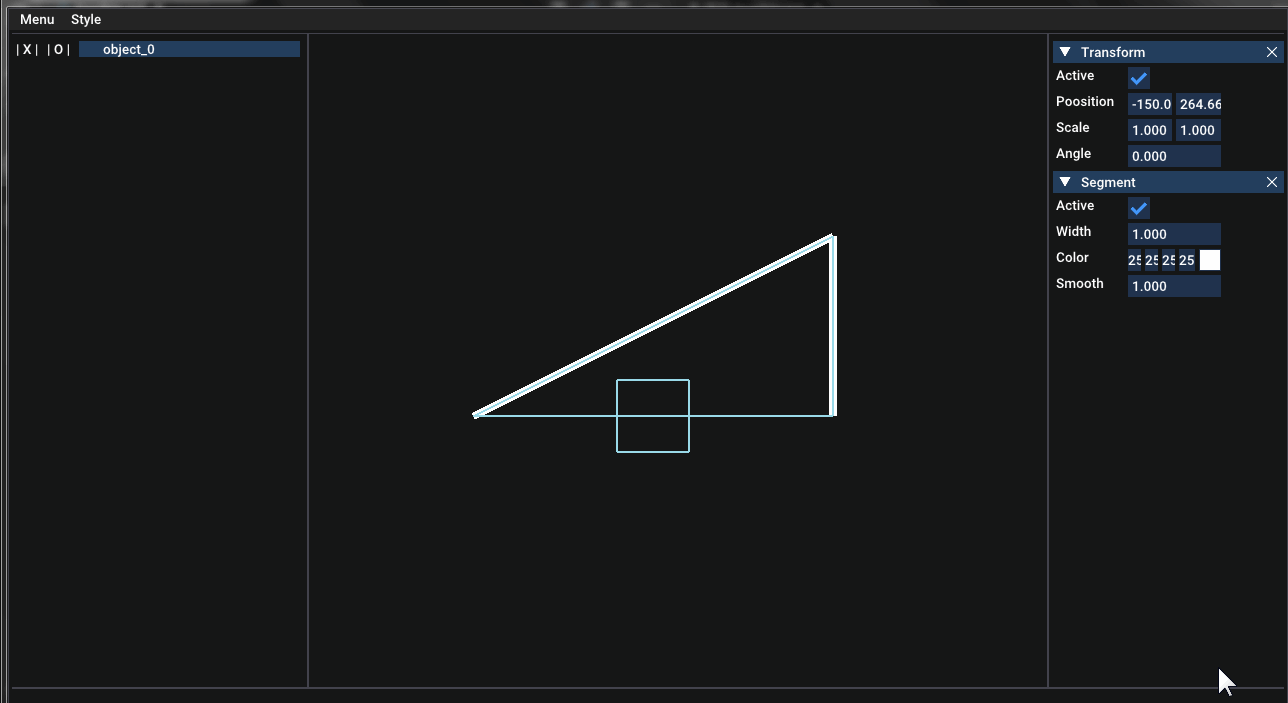 Menu Style
|X| |O| object_0
Transform
Active
Poosition -150.0 264.66
Scale 1.000 1.000
Angle 0.000
Segment
Active
Width 1.000
Color 25 25 25 25
Smooth 1.000